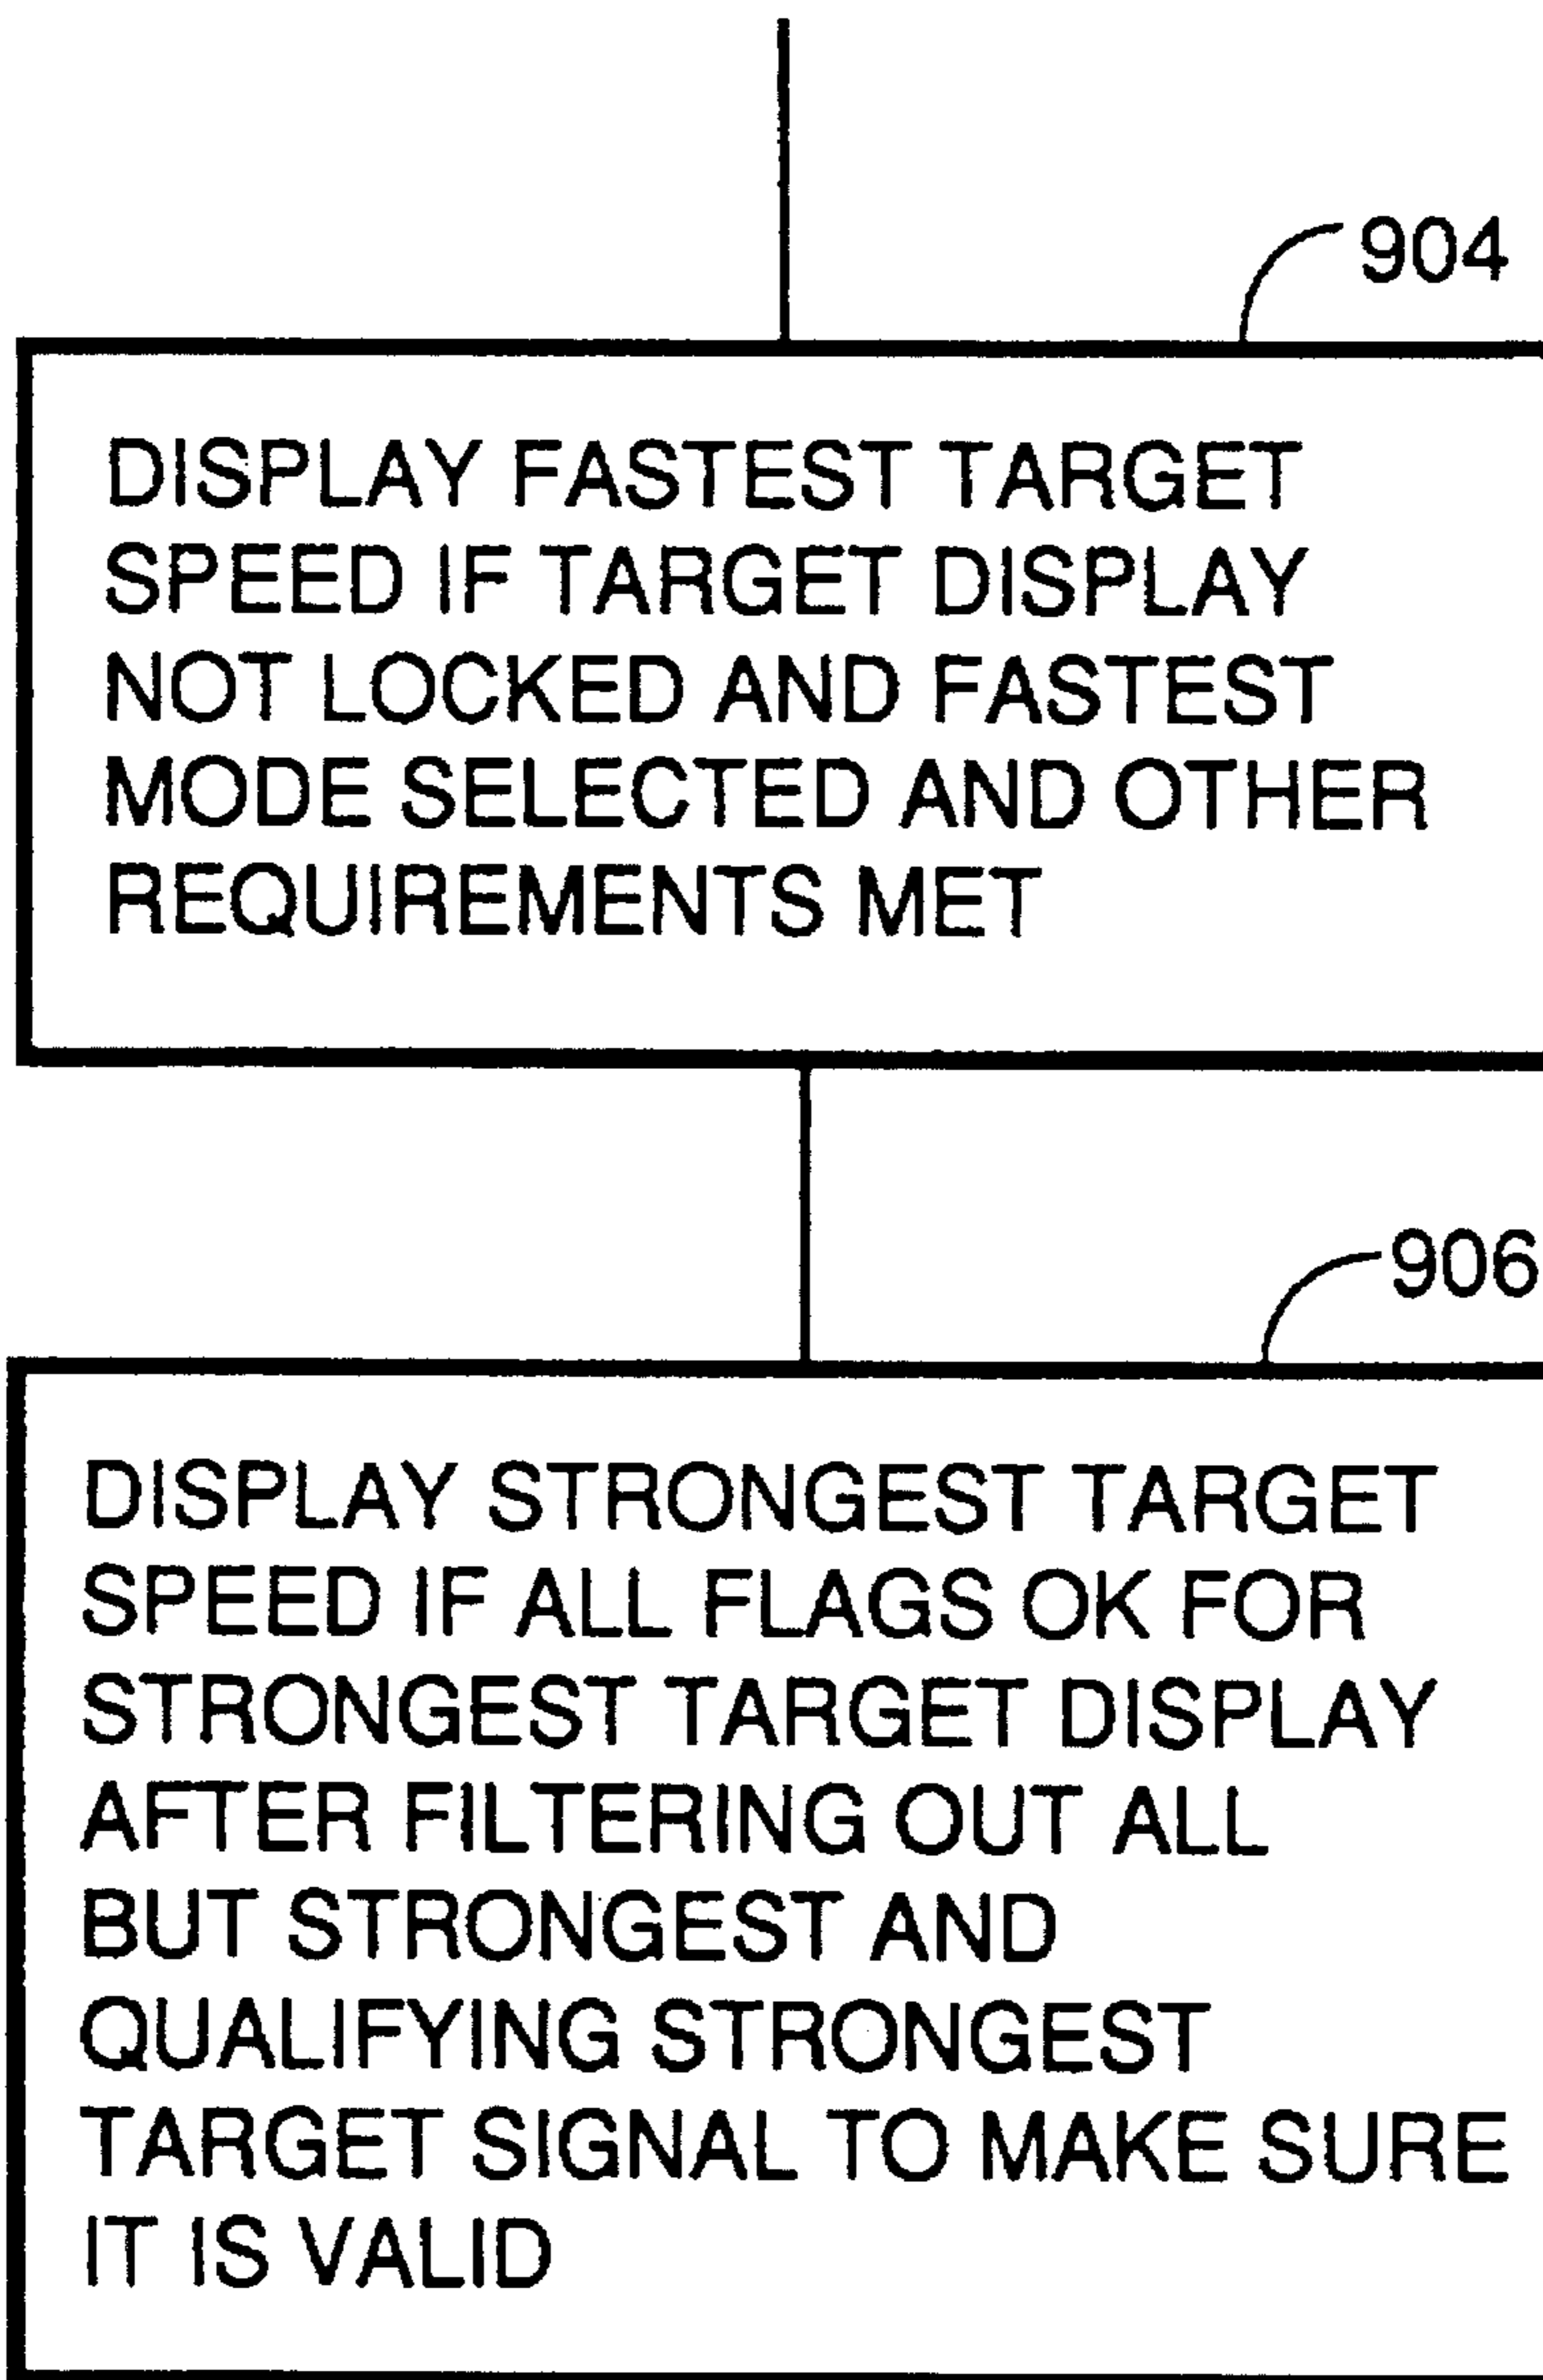 904
DISPLAY FASTEST TARGET
SPEED IF TARGET DISPLAY
NOT LOCKED AND FASTEST
MODE SELECTED AND OTHER
REQUIREMENTS MET
906
DISPLAY STRONGEST TARGET
SPEED IF ALL FLAGS OK FOR
STRONGEST TARGET DISPLAY
AFTER FILTERING OUT ALL
BUT STRONGEST AND
QUALIFYING STRONGEST
TARGET SIGNAL TO MAKE SURE
IT IS VALID